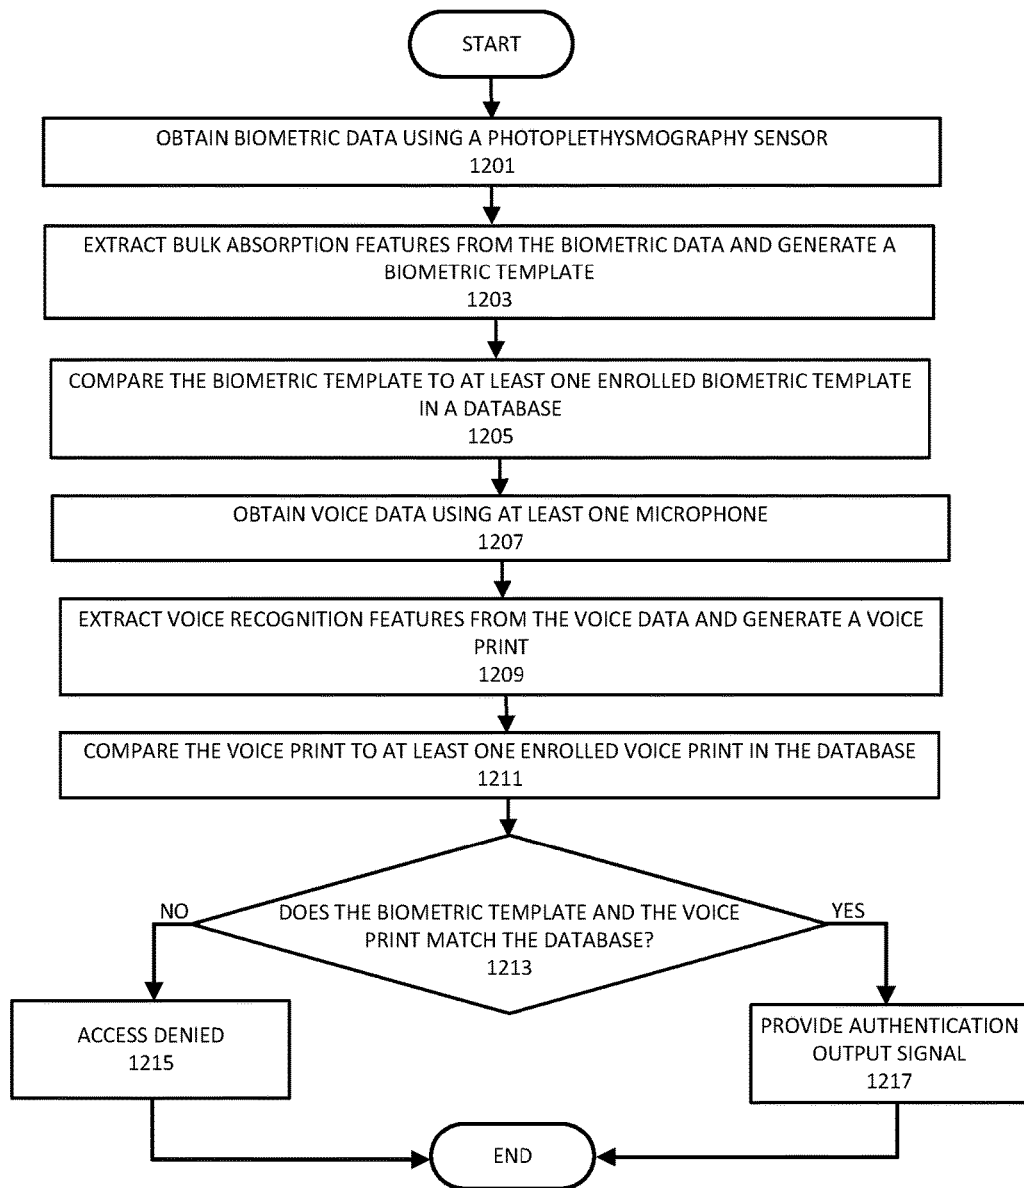 START
OBTAIN BIOMETRIC DATA USING A PHOTOPLETHYSMOGRAPHY SENSOR
1201
EXTRACT BULK ABSORPTION FEATURES FROM THE BIOMETRIC DATA AND GENERATE A
BIOMETRIC TEMPLATE
1203
COMPARE THE BIOMETRIC TEMPLATE TO AT LEAST ONE ENROLLED BIOMETRIC TEMPLATE
IN A DATABASE
1205
OBTAIN VOICE DATA USING AT LEAST ONE MICROPHONE
1207
EXTRACT VOICE RECOGNITION FEATURES FROM THE VOICE DATA AND GENERATE A VOICE
PRINT
1209
COMPARE THE VOICE PRINT TO AT LEAST ONE ENROLLED VOICE PRINT IN THE DATABASE
1211
NO
YES
DOES THE BIOMETRIC TEMPLATE AND THE VOICE
PRINT MATCH THE DATABASE?
1213
ACCESS DENIED
1215
PROVIDE AUTHENTICATION
OUTPUT SIGNAL
1217
END